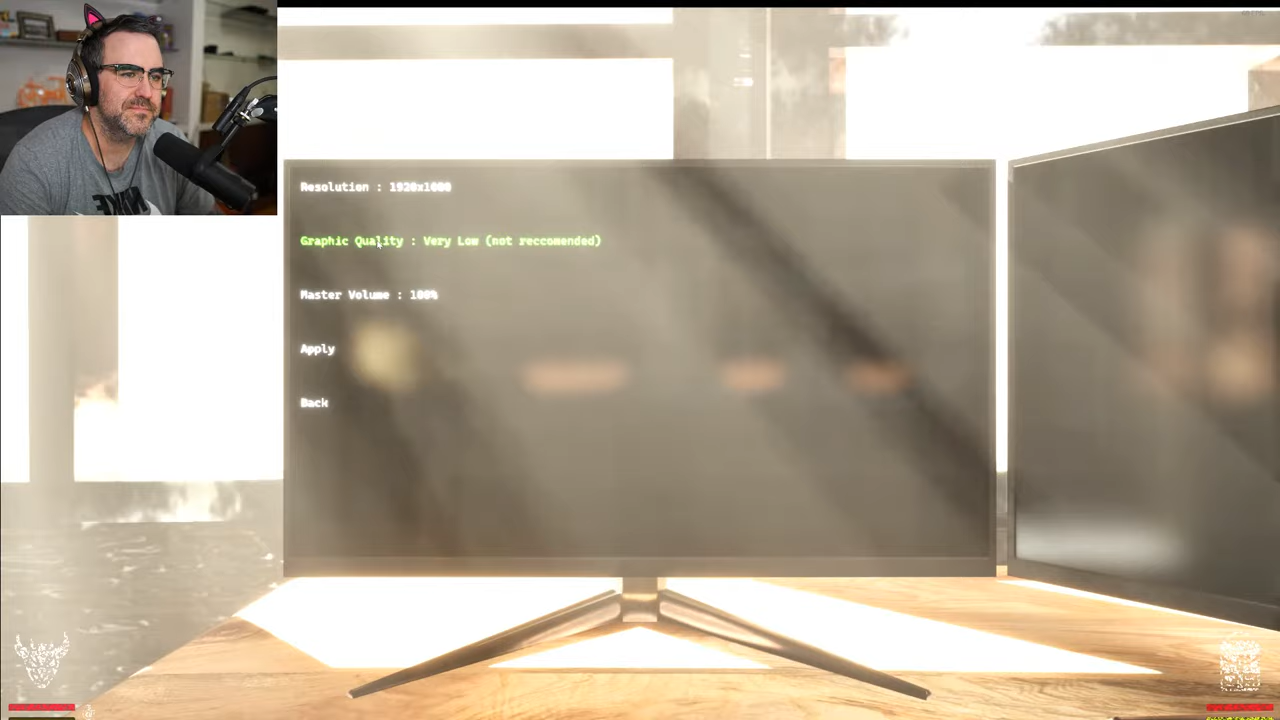 Resolution : 1920x1080
Graphic Quality : Very Low (not reccomended)
Master Volume : 100%
Apply
Back